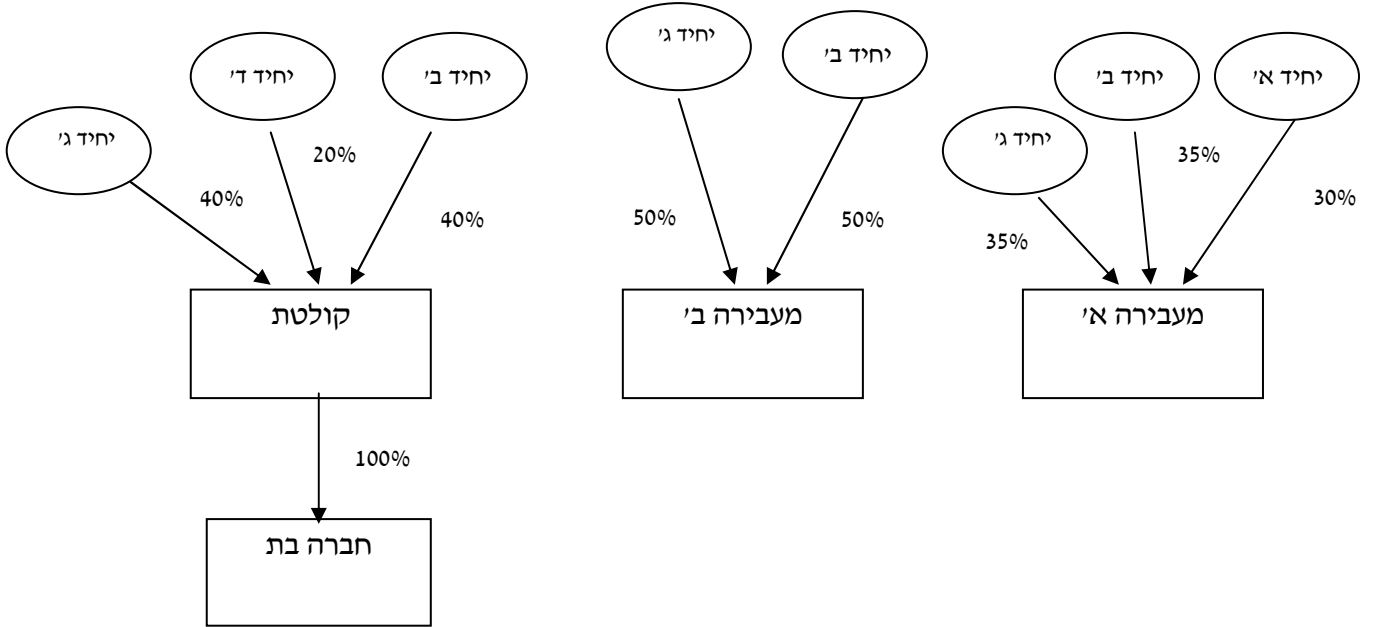 יחיד א'
יחיד ב'
יחיד ג'
30%
35%
35%
מעבירה א'
יחיד ב'
יחיד ג'
50%
50%
מעבירה ב'
יחיד ב'
יחיד ד'
יחיד ג'
40%
20%
40%
קולטת
100%
חברה בת